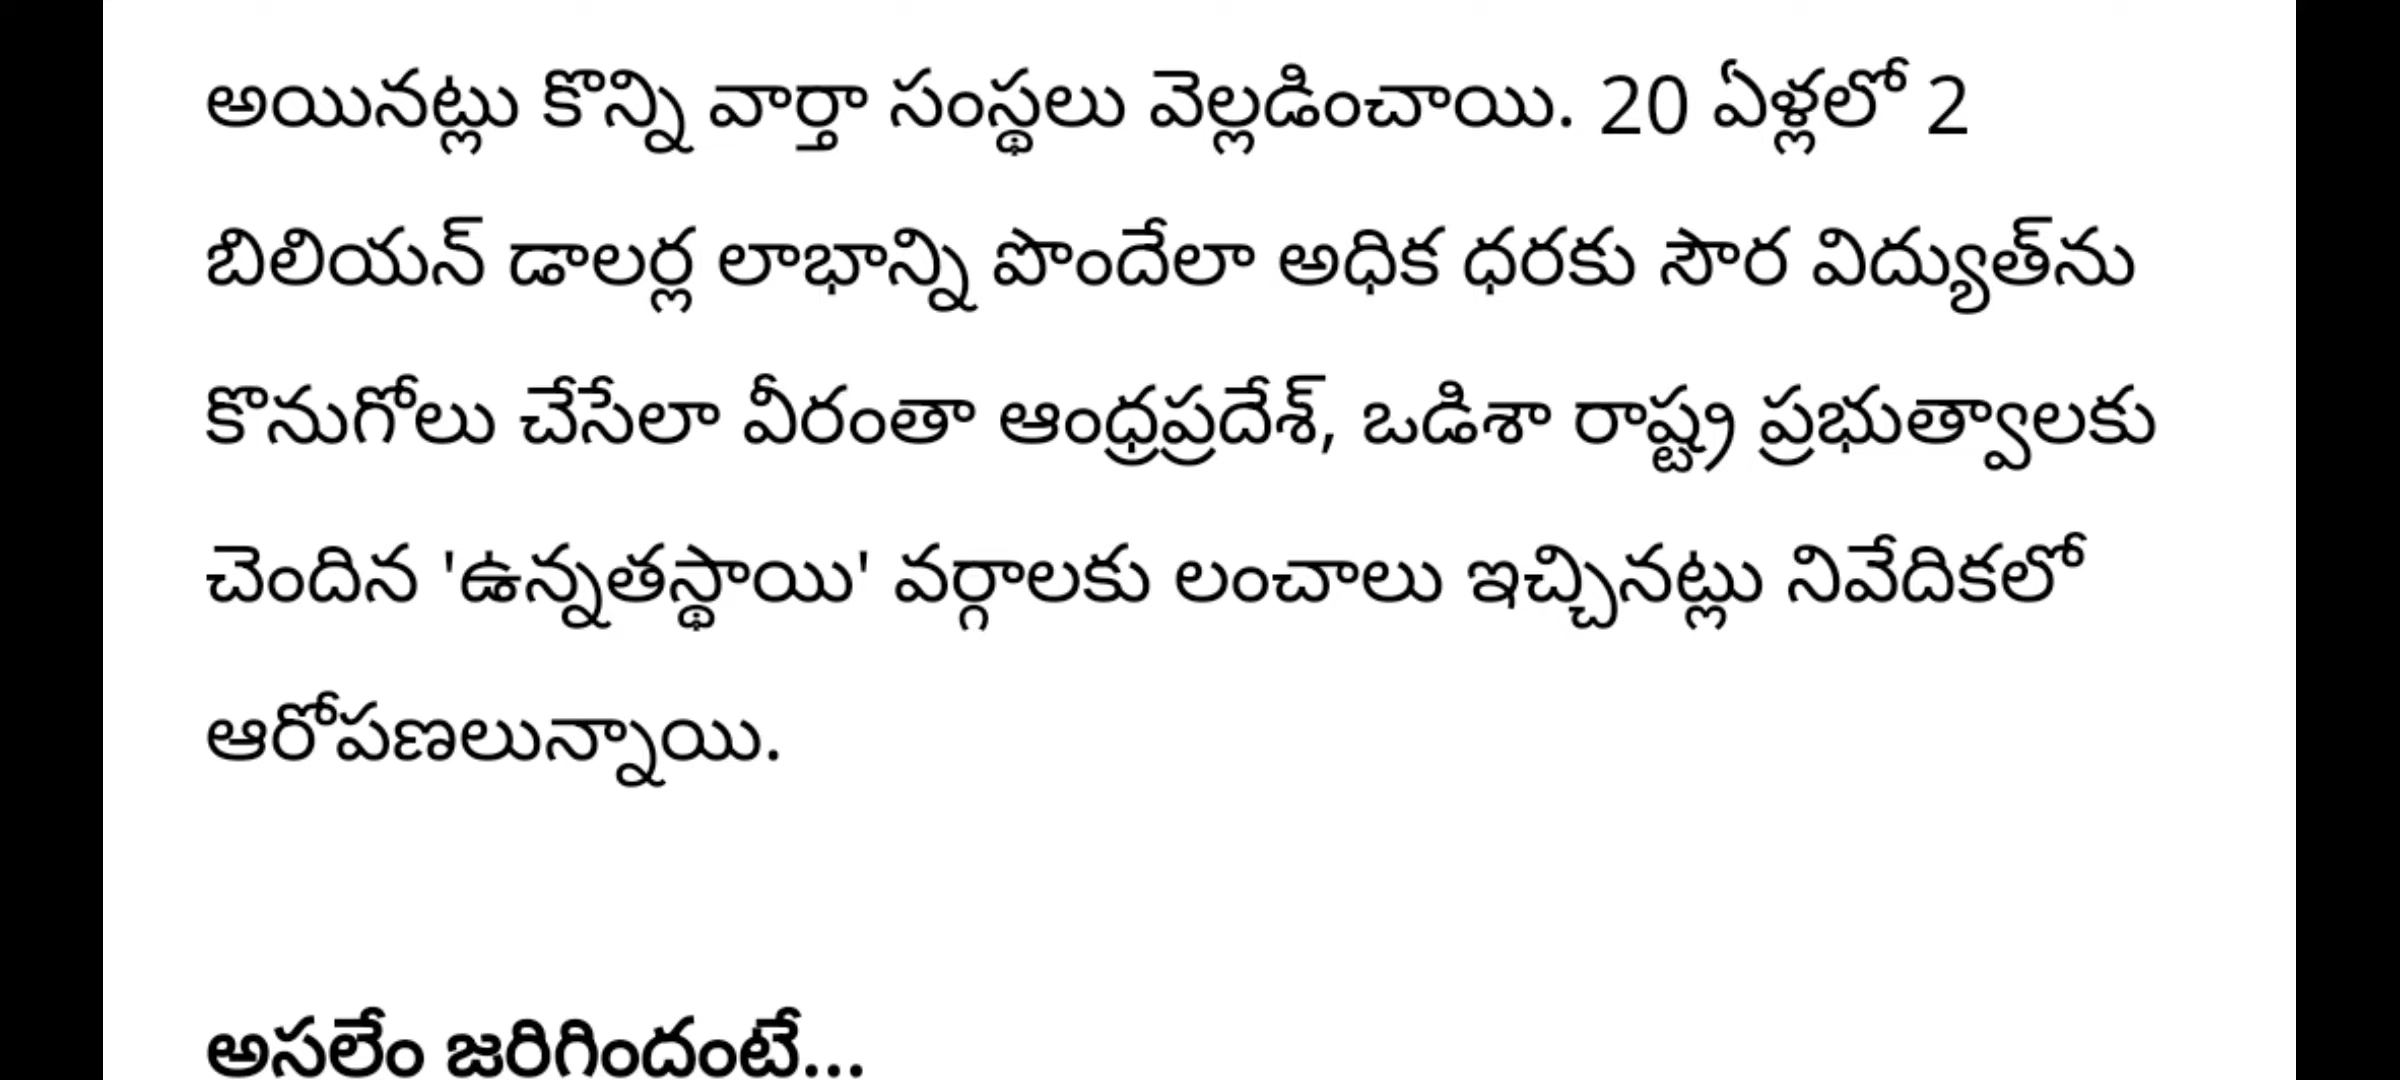 అయినట్లు కొన్ని వార్తా సంస్థలు వెల్లడించాయి. 20 ఏళ్లలో 2
బిలియన్ డాలర్ల లాభాన్ని పొందేలా అధిక ధరకు సౌర విద్యుత్‌ను
కొనుగోలు చేసేలా వీరంతా ఆంధ్రప్రదేశ్, ఒడిశా రాష్ట్ర ప్రభుత్వాలకు
చెందిన 'ఉన్నతస్థాయి' వర్గాలకు లంచాలు ఇచ్చినట్లు నివేదికలో
ఆరోపణలున్నాయి.
అసలేం జరిగిందంటే...